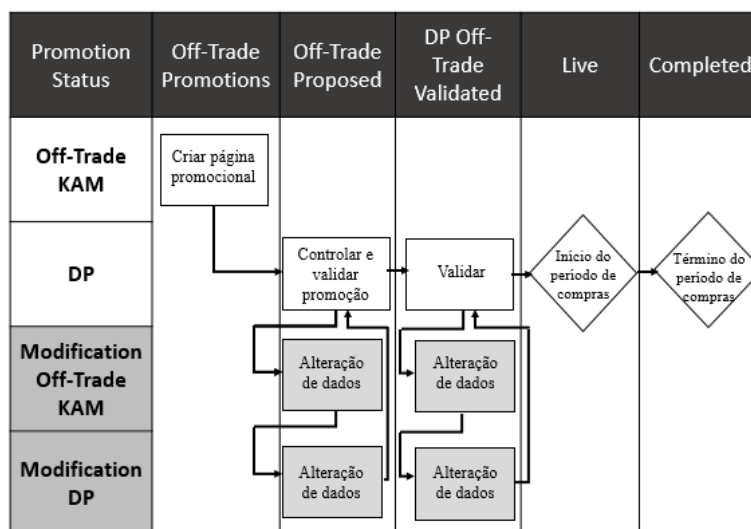 Promotion
Status
Off-Trade
Promotions
Off-Trade
Proposed
DP Off-
Trade
Validated
Live
Completed
Off-Trade
KAM
Criar página
promocional
DP
Controlar e
validar
promoção
Validar
Início do
período de
compras
Término do
período de
compras
Modification
Off-Trade
KAM
Alteração
de dados
Alteração
de dados
Modification
DP
Alteração
de dados
Alteração
de dados